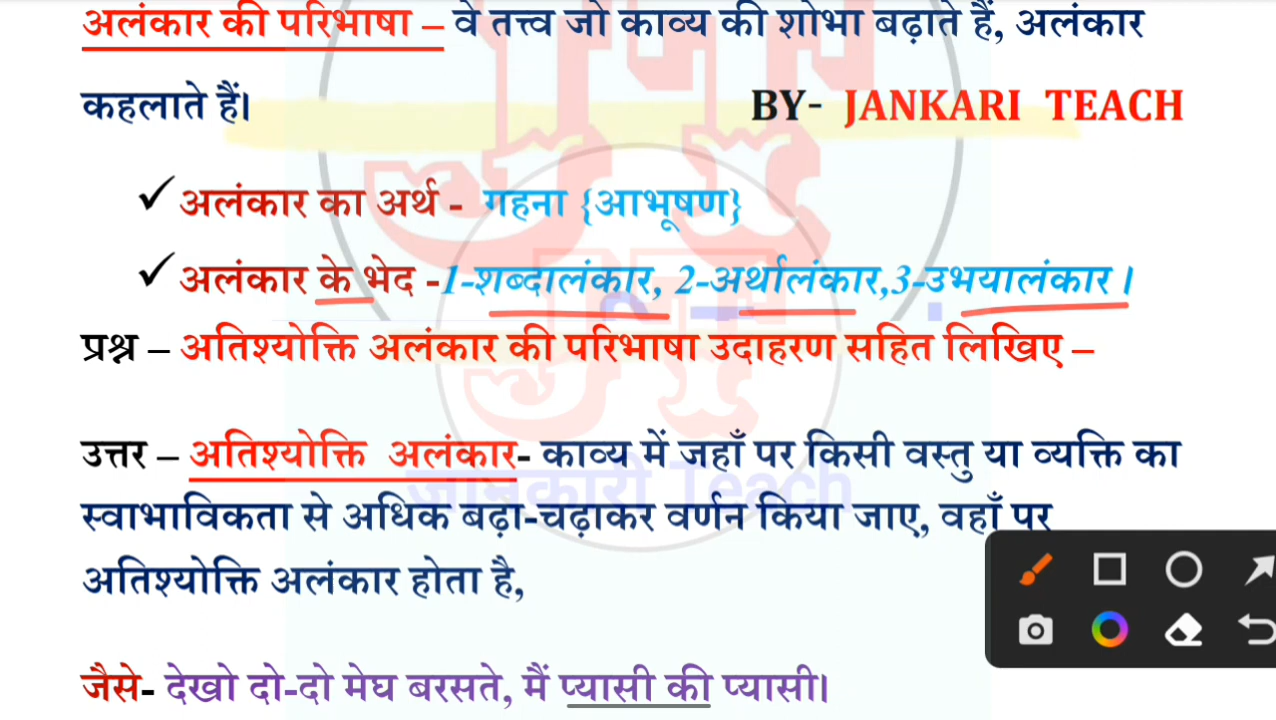 अलंकार की परिभाषा – वे तत्त्व जो काव्य की शोभा बढ़ाते हैं, अलंकार
कहलाते हैं।
BY- JANKARI TEACH
अलंकार का अर्थ - गहना {आभूषण}
अलंकार के भेद -1-शब्दालंकार, 2-अर्थालंकार,3-उभयालंकार।
प्रश्न – अतिश्योक्ति अलंकार की परिभाषा उदाहरण सहित लिखिए –
उत्तर – अतिश्योक्ति अलंकार- काव्य में जहाँ पर किसी वस्तु या व्यक्ति का
स्वाभाविकता से अधिक बढ़ा-चढ़ाकर वर्णन किया जाए, वहाँ पर
अतिश्योक्ति अलंकार होता है,
जानकारी Teach
जैसे- देखो दो-दो मेघ बरसते, मैं प्यासी की प्यासी।